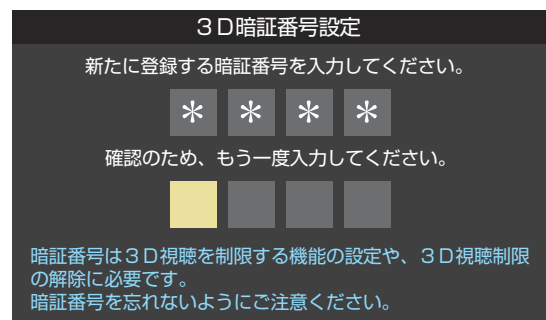 ３Ｄ暗証番号設定
新たに登録する暗証番号を入力してください。
＊ ＊ ＊ ＊
確認のため、もう一度入力してください。
暗証番号は３Ｄ視聴を制限する機能の設定や、３Ｄ視聴制限
の解除に必要です。
暗証番号を忘れないようにご注意ください。